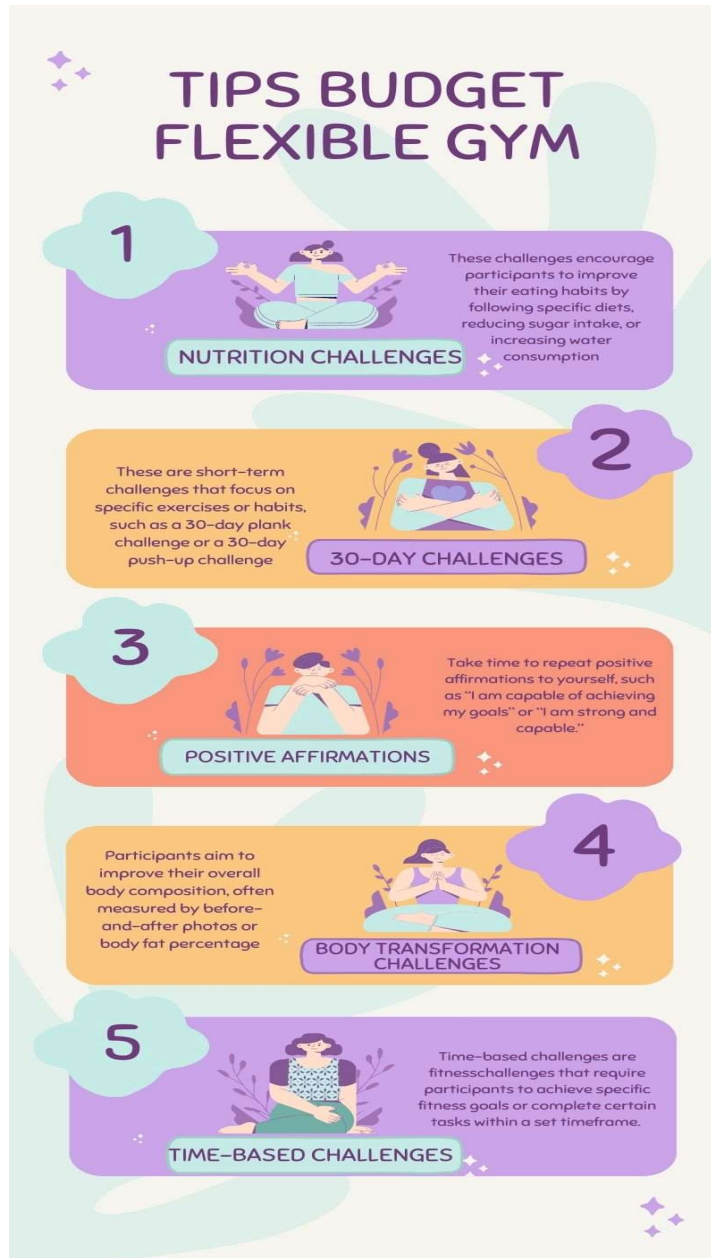 TIPS BUDGET
FLEXIBLE GYM
1
These challenges encourage
participants to improve
their eating habits by
following specific diets,
reducing sugar intake, or
increasing water
consumption
NUTRITION CHALLENGES
2
These are short-term
challenges that focus on
specific exercises or habits,
such as a 30-day plank
challenge or a 30-day
push-up challenge
30-DAY CHALLENGES
3
Take time to repeat positive
affirmations to yourself, such
as "I am capable of achieving
my goals" or "I am strong and
capable."
POSITIVE AFFIRMATIONS
4
Participants aim to
improve their overall
body composition, often
measured by before-
and-after photos or
body fat percentage
BODY TRANSFORMATION
CHALLENGES
5
Time-based challenges are
fitnesschallenges that require
participants to achieve specific
fitness goals or complete certain
tasks within a set timeframe.
TIME-BASED CHALLENGES